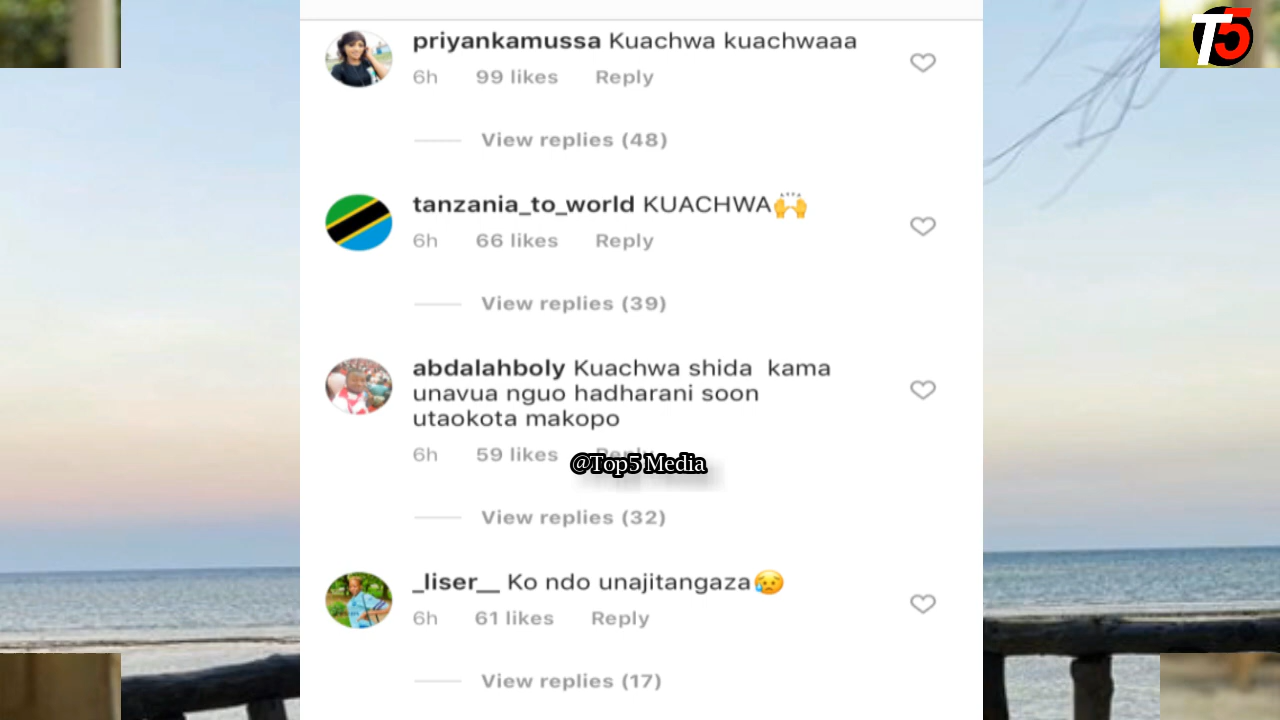 T5
priyankamussa Kuachwa kuachwaaa
6h 99 likes Reply
View replies (48)
tanzania_to_world KUACHWA🙌
6h 66 likes Reply
View replies (39)
abdalahboly Kuachwa shida kama
unavua nguo hadharani soon
utaokota makopo
6h 59 likes Reply
@Top5 Media
View replies (32)
_liser__ Ko ndo unajitangaza😥
6h 61 likes Reply
View replies (17)